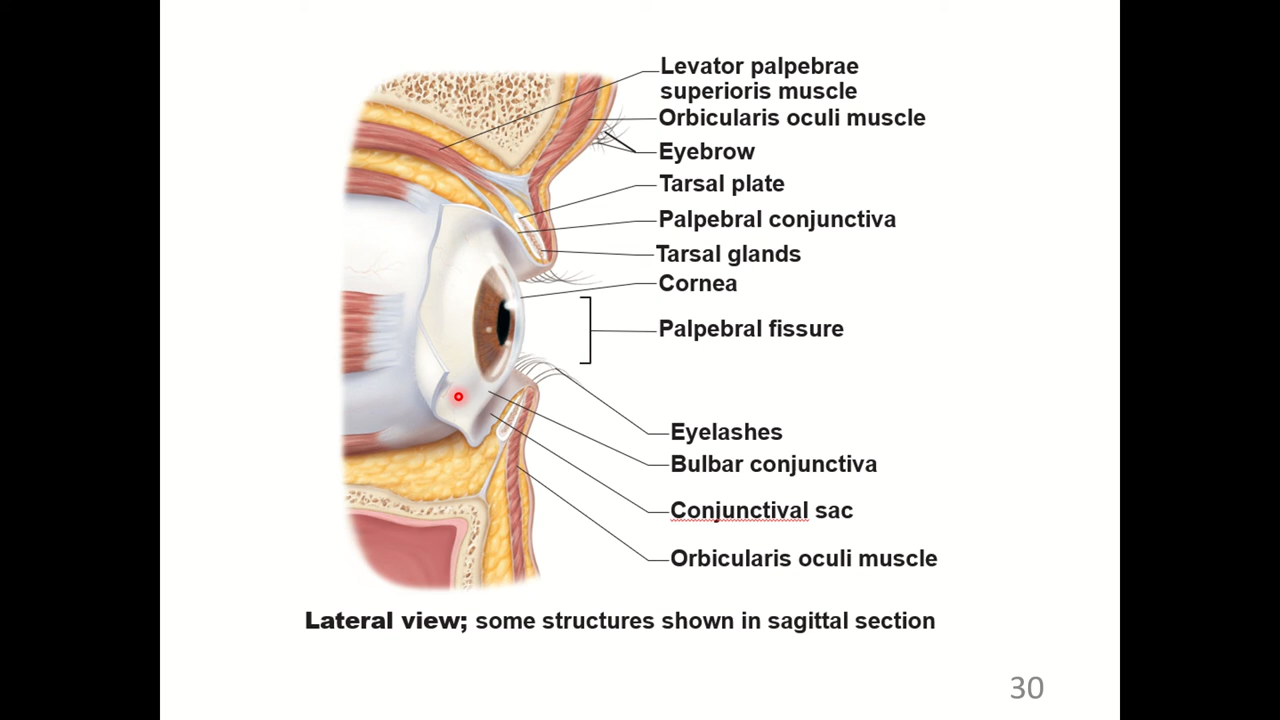 Levator palpebrae
superioris muscle
Orbicularis oculi muscle
Eyebrow
Tarsal plate
Palpebral conjunctiva
Tarsal glands
Cornea
Palpebral fissure
Eyelashes
Bulbar conjunctiva
Conjunctival sac
Orbicularis oculi muscle
Lateral view; some structures shown in sagittal section
30